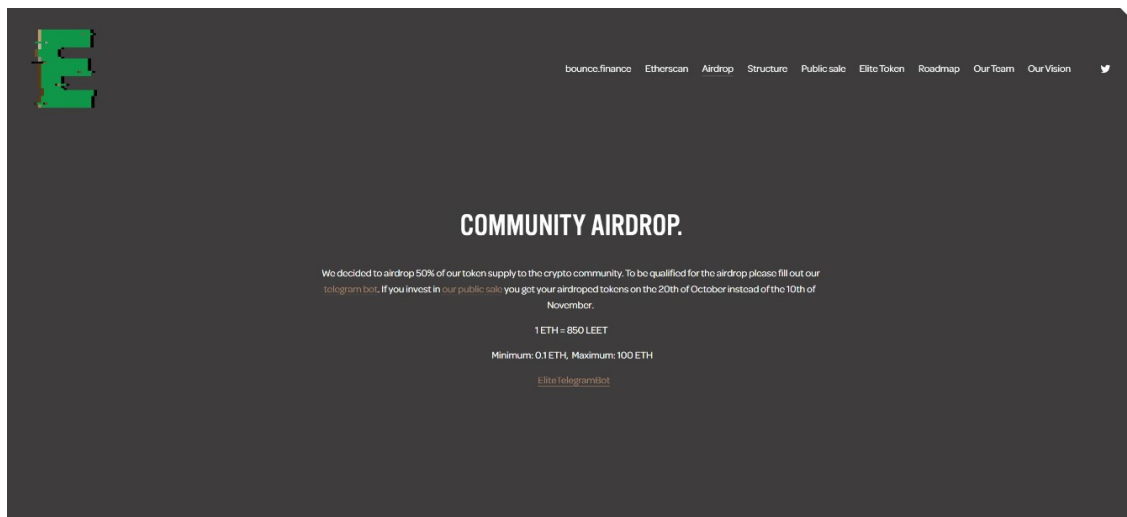 E
bounce.finance Etherscan Airdrop Structure Public sale Elite Token Roadmap Our Team Our Vision
COMMUNITY AIRDROP.
We decided to airdrop 50% of our token supply to the crypto community. To be qualified for the airdrop please fill out our
telegram bot. If you invest in our public sale you get your airdroped tokens on the 20th of October instead of the 10th of
November.
1 ETH = 850 LEET
Minimum: 0.1 ETH, Maximum: 100 ETH
EliteTelegramBot